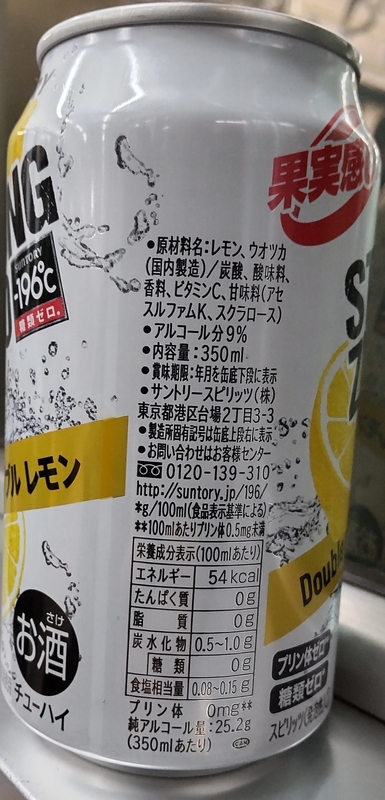 NG
SUNTORY
-196℃
糖類ゼロ。
ブル レモン
さけ
お酒
チューハイ
果実感
●原材料名:レモン、ウオツカ
(国内製造)/炭酸、酸味料、
香料、ビタミンC、甘味料(アセ
スルファムK、スクラロース)
●アルコール分9%
●内容量:350ml
●賞味期限:年月を缶底下段に表示
●サントリースピリッツ(株)
東京都港区台場2丁目3-3
●製造所固有記号は缶底上段右に表示
●お問い合わせはお客様センター
0120-139-310
http://suntory.jp/196/
*g/100ml(食品表示基準による)
**100mlあたりプリン体0.5mg未満
栄養成分表示(100mlあたり)
エネルギー 54kcal
たんぱく質 0g
脂質 0g
炭水化物 0.5~1.0g
糖類 0g
食塩相当量 0.08~0.15g
プリン体 0mg**
純アルコール量:25.2g
(350mlあたり)
Double
プリン体ゼロ
糖類ゼロ
スピリッツ(発泡性)